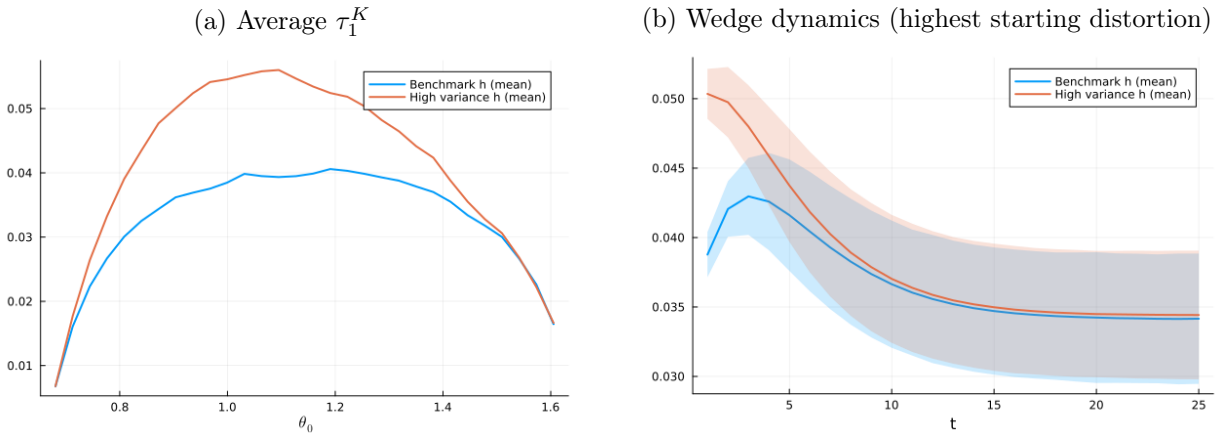 (a) Average τ₁ᴷ
Benchmark h (mean)
High variance h (mean)
0.05
0.04
0.03
0.02
0.01
0.8 1.0 1.2 1.4 1.6
θ₀
(b) Wedge dynamics (highest starting distortion)
Benchmark h (mean)
High variance h (mean)
0.050
0.045
0.040
0.035
0.030
5 10 15 20 25
t